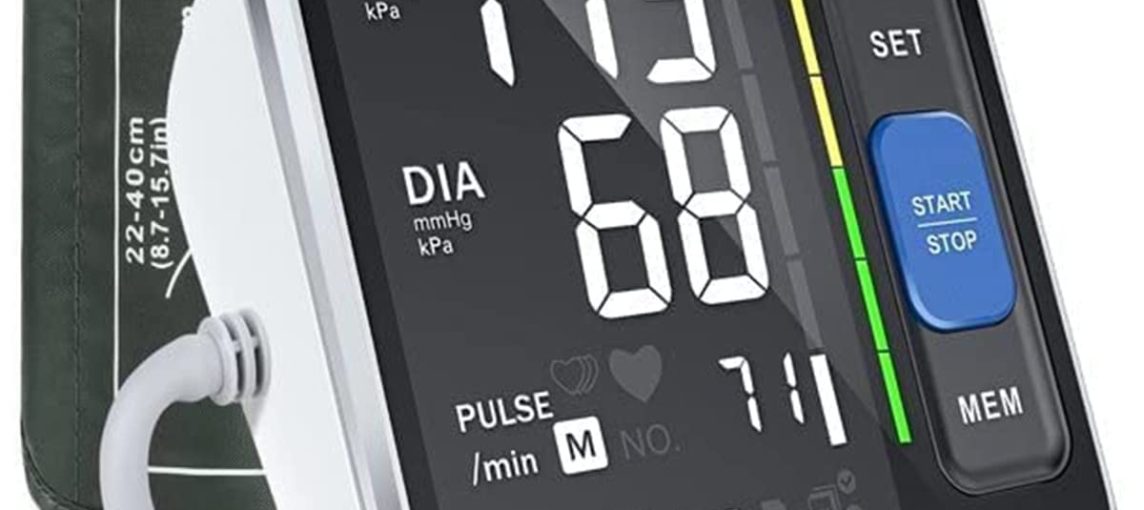 22-40cm
(8.7-15.7in)
kPa
DIA
mmHg
kPa
68
PULSE
/min
M
NO.
71
SET
START
STOP
MEM